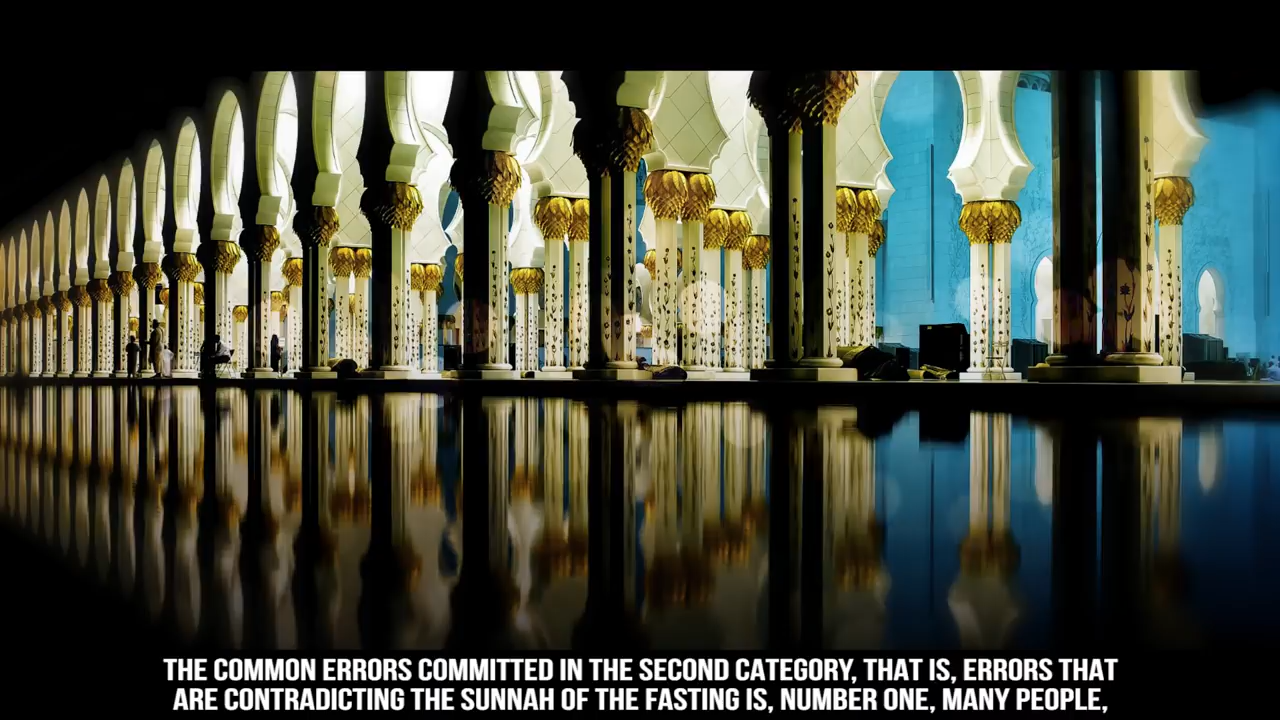 THE COMMON ERRORS COMMITTED IN THE SECOND CATEGORY, THAT IS, ERRORS THAT
ARE CONTRADICTING THE SUNNAH OF THE FASTING IS, NUMBER ONE, MANY PEOPLE,